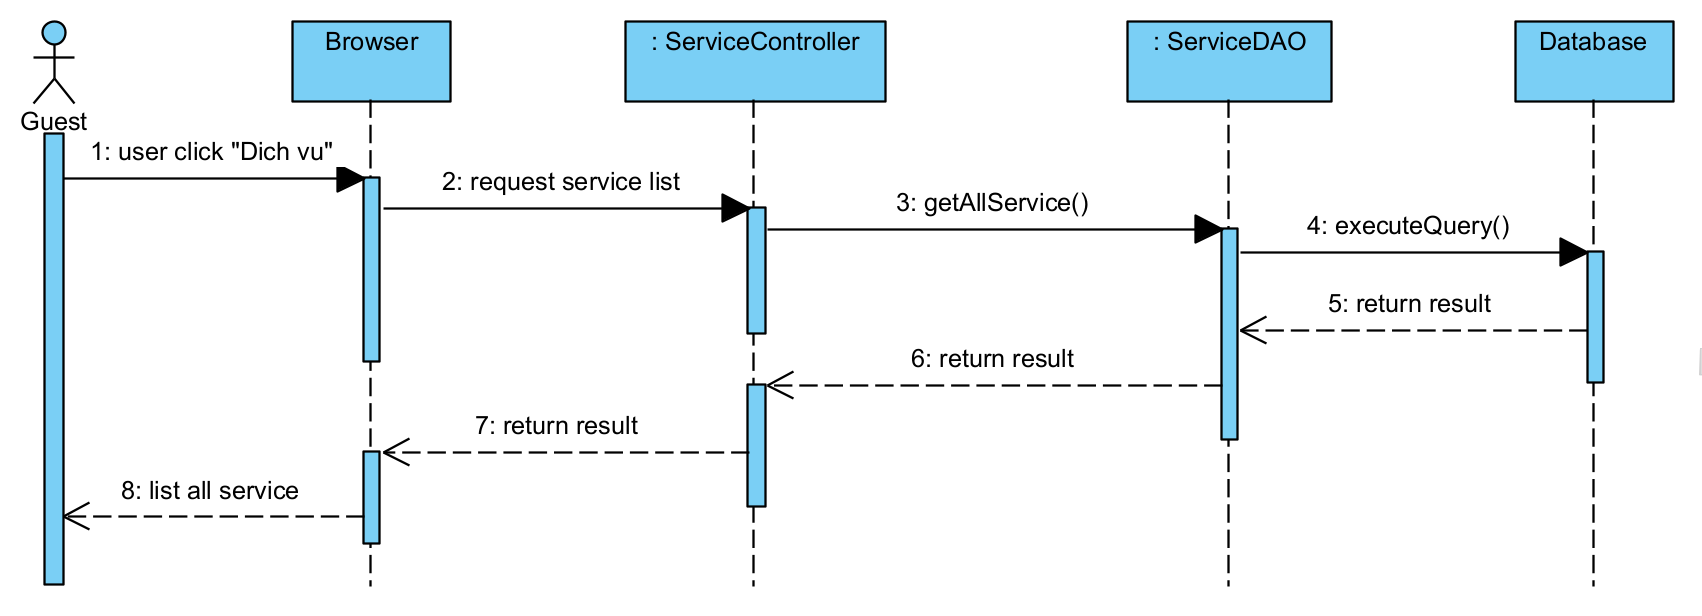 Browser
: ServiceController
: ServiceDAO
Database
Guest
1: user click "Dich vu"
2: request service list
3: getAllService()
4: executeQuery()
5: return result
6: return result
7: return result
8: list all service